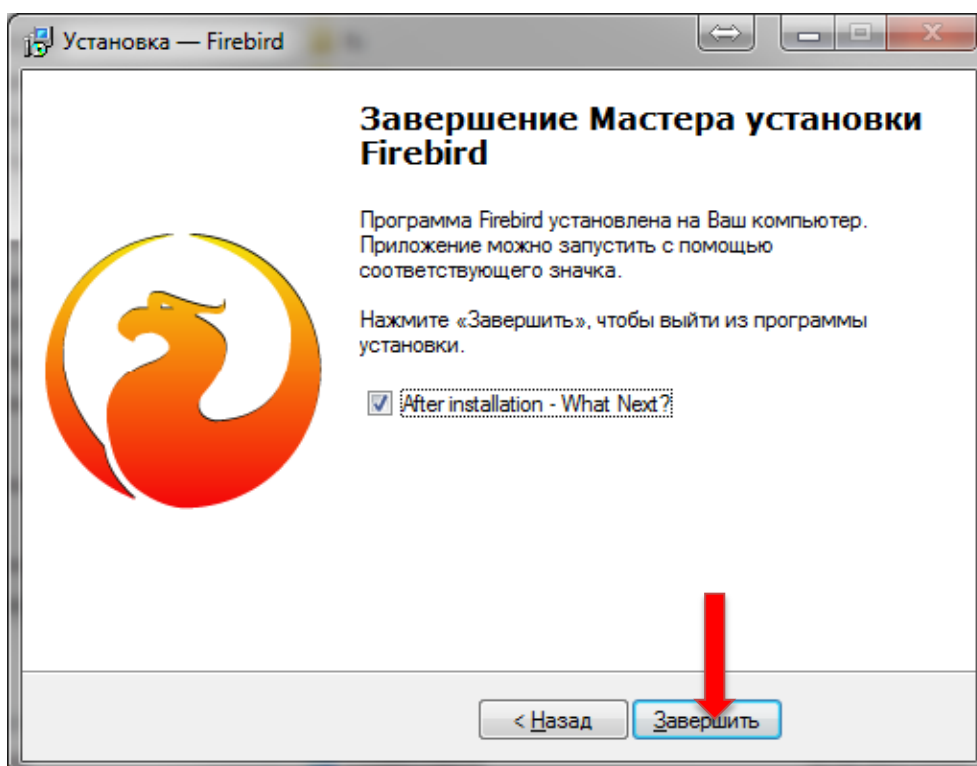 Установка — Firebird
Завершение Мастера установки
Firebird
Программа Firebird установлена на Ваш компьютер.
Приложение можно запустить с помощью
соответствующего значка.
Нажмите «Завершить», чтобы выйти из программы
установки.
After installation - What Next?
< Назад
Завершить